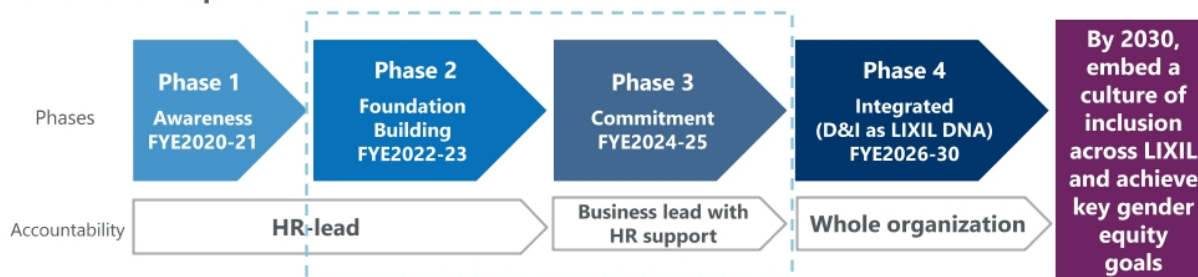 Phases
Phase 1
Awareness
FYE2020-21
Phase 2
Foundation
Building
FYE2022-23
Phase 3
Commitment
FYE2024-25
Phase 4
Integrated
(D&I as LIXIL DNA)
FYE2026-30
Accountability
HR-lead
Business lead with
HR support
Whole organization
By 2030,
embed a
culture of
inclusion
across LIXIL
and achieve
key gender
equity
goals